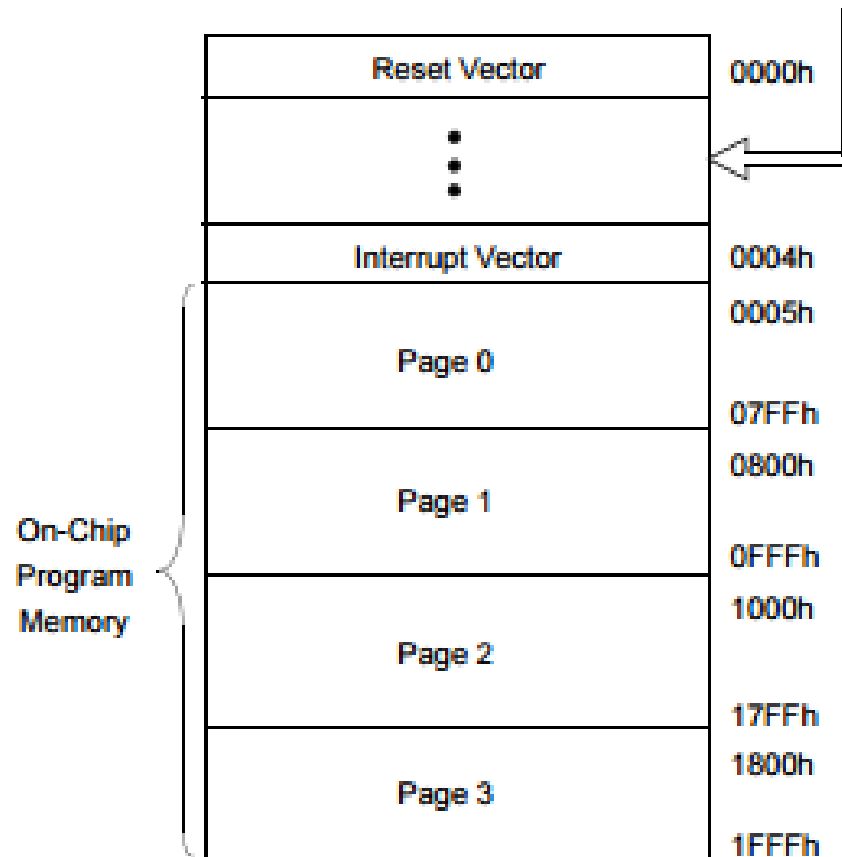 Reset Vector 0000h
Interrupt Vector 0004h
0005h
Page 0
07FFh
0800h
Page 1
On-Chip
Program
Memory
0FFFh
1000h
Page 2
17FFh
1800h
Page 3
1FFFh